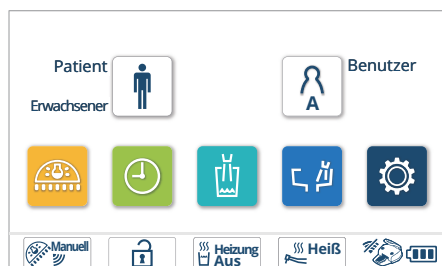 Patient
Benutzer
Erwachsener
A
Manuell
Heizung
Aus
Heiß